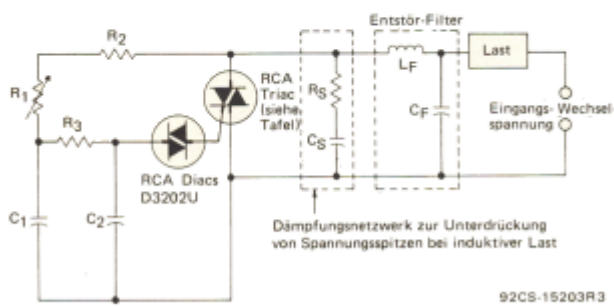 Entstör-Filter
R2
RCA
Triac
(siehe
Tafel)
RS
CS
LF
CF
Last
Eingangs-Wechsel
spannung
R1
R3
RCA Diacs
D3202U
C1
C2
Dämpfungsnetzwerk zur Unterdrückung
von Spannungsspitzen bei induktiver Last
92CS-15203R3